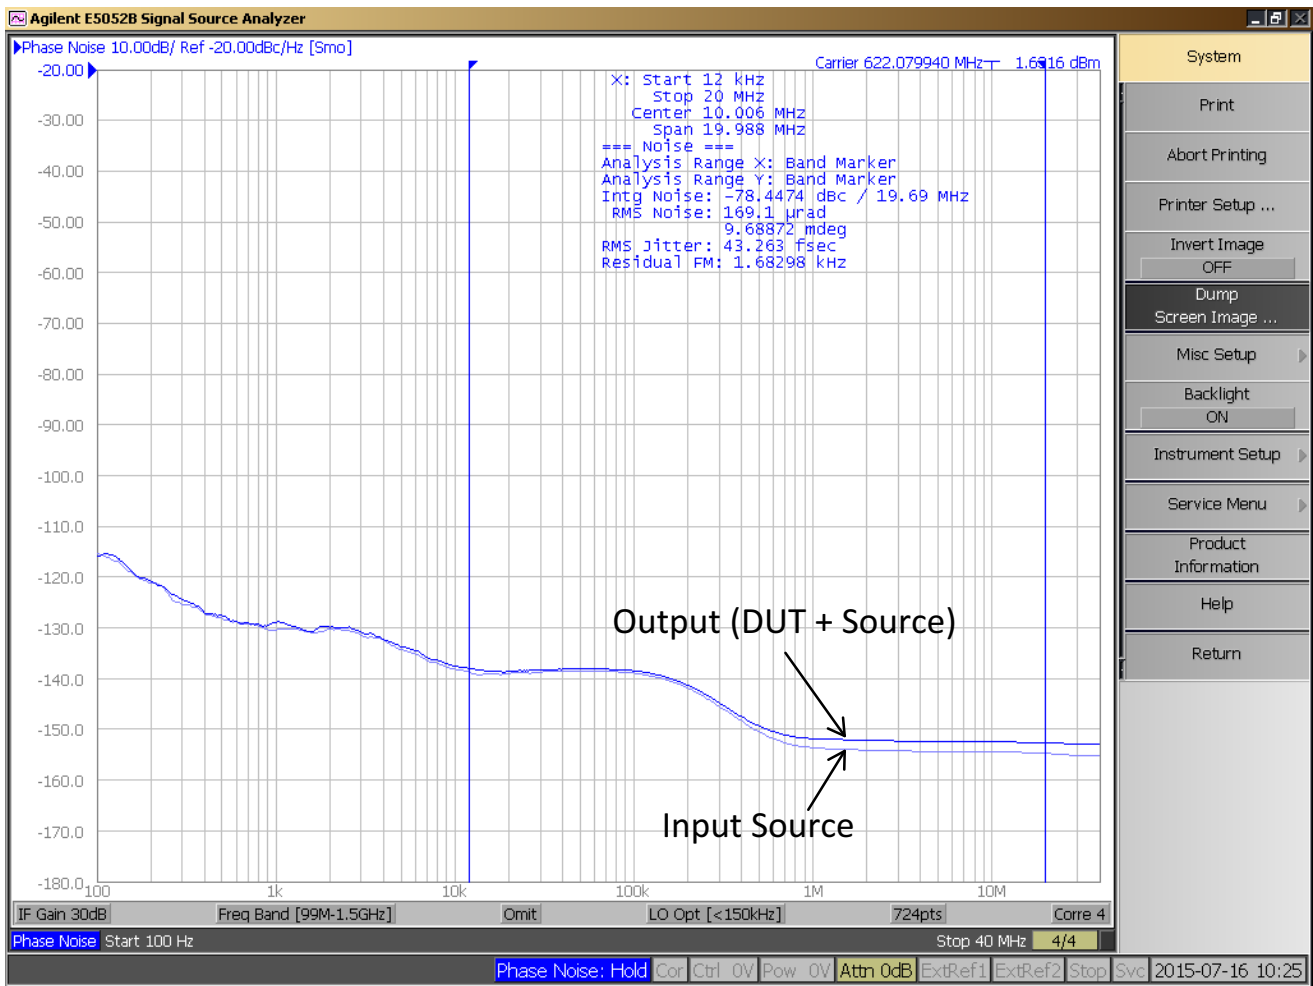 Agilent E5052B Signal Source Analyzer
Phase Noise 10.00dB/ Ref -20.00dBc/Hz [Smo]
Carrier 622.079940 MHz
-20.00
-30.00
-40.00
-50.00
-60.00
-70.00
-80.00
-90.00
-100.0
-110.0
-120.0
-130.0
-140.0
-150.0
-160.0
-170.0
-180.0
X: Start 12 kHz
Stop 20 MHz
Center 10.006 MHz
Span 19.988 MHz
=== Noise ===
Analysis Range X: Band Marker
Analysis Range Y: Band Marker
Intg Noise: -78.4474 dBc / 19.69 MHz
RMS Noise: 169.1 µrad
9.68872 mdeg
RMS Jitter: 43.263 fsec
Residual FM: 1.68298 kHz
Output (DUT + Source)
Input Source
100 1k 10k 100k 1M 10M
IF Gain 30dB Freq Band [99M-1.5GHz] Omit LO Opt [<150kHz] 724pts Corre 4
Phase Noise Start 100 Hz Stop 40 MHz 4/4
Phase Noise: Hold Cor Ctrl 0V Pow 0V Attn 0dB ExtRef1 ExtRef2 Stop Svc 2015-07-16 10:25
System
Print
Abort Printing
Printer Setup ...
Invert Image
OFF
Dump
Screen Image ...
Misc Setup
Backlight
ON
Instrument Setup
Service Menu
Product
Information
Help
Return